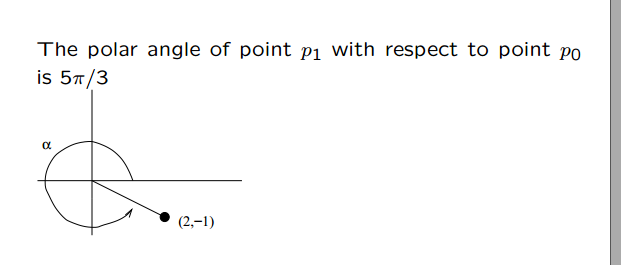 The polar angle of point p₁ with respect to point p₀
is 5π/3
α
(2,−1)